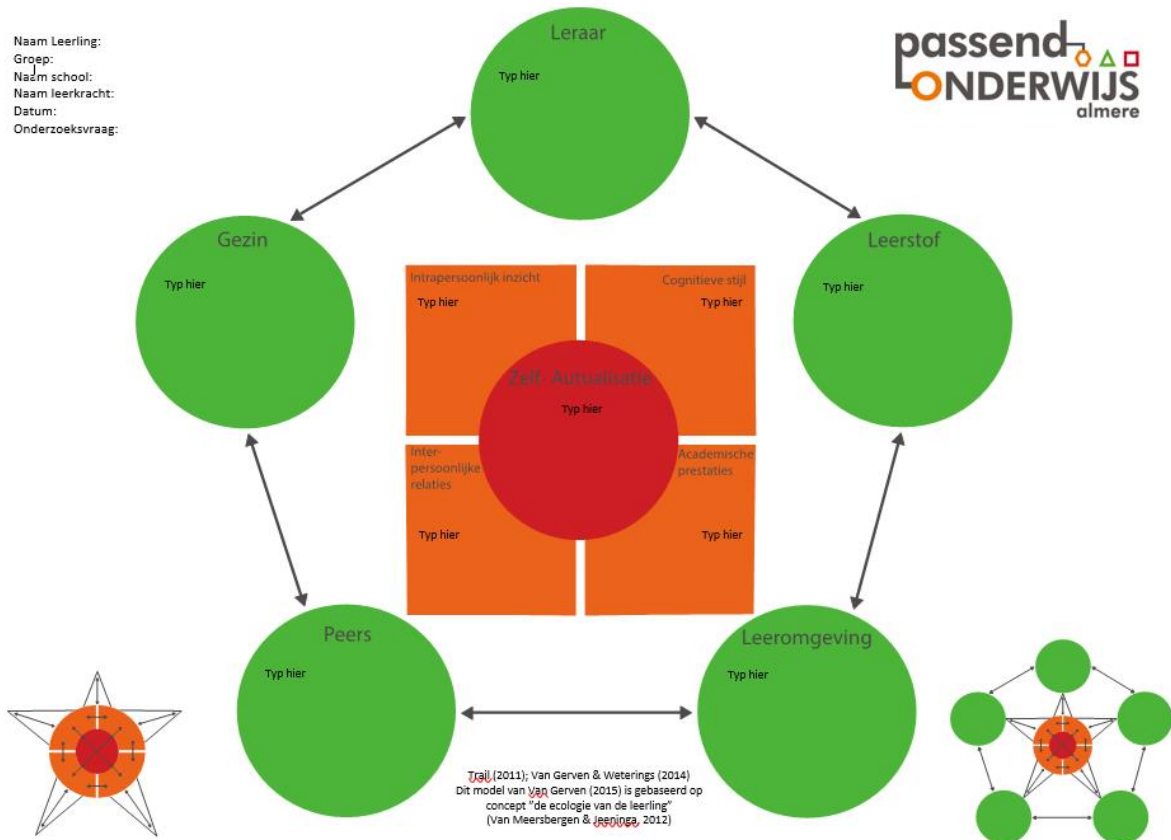 Naam Leerling:
Groep:
Naam school:
Naam leerkracht:
Datum:
Onderzoeksvraag:
Leraar
Typ hier
passend
ONDERWIJS
almere
Gezin
Typ hier
Leerstof
Typ hier
Intrapersoonlijk inzicht
Typ hier
Cognitieve stijl
Typ hier
Zelf- Autualisatie
Typ hier
Inter-
persoonlijke
relaties
Typ hier
Academische
prestaties
Typ hier
Peers
Typ hier
Leeromgeving
Typ hier
Trail (2011); Van Gerven & Weterings (2014)
Dit model van Van Gerven (2015) is gebaseerd op
concept “de ecologie van de leerling”
(Van Meersbergen & Jeeninga, 2012)